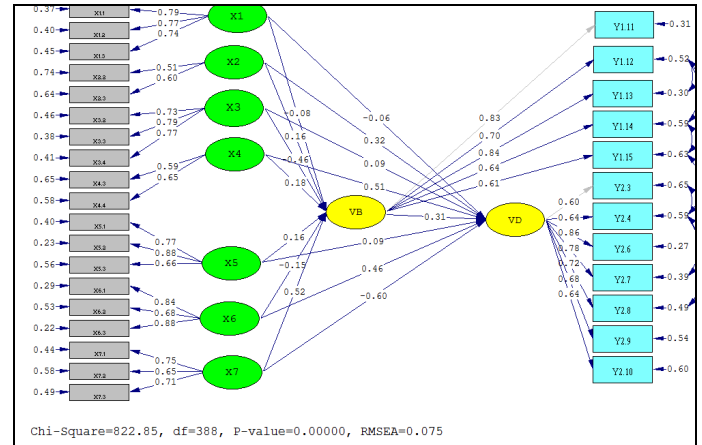 0.37 X1.1 0.79 X1 Y1.11 0.31
0.40 X1.2 0.77
0.45 X1.3 0.74 Y1.12 0.52
0.74 X2.2 0.51 X2
0.64 X2.3 0.60 Y1.13 0.30
0.46 X3.2 0.73 X3 -0.08 -0.06 0.83 Y1.14 0.59
0.38 X3.3 0.79 0.16 0.32 0.70
0.41 X3.4 0.77 -0.46 0.09 0.84 Y1.15 0.63
0.65 X4.3 0.59 X4 0.18 0.51 0.64
0.58 X4.4 0.65 0.61 Y2.3 0.65
0.40 X5.1 VB 0.31 VD 0.60 Y2.4 0.59
0.23 X5.2 0.77 0.64
0.56 X5.3 0.88 0.66 X5 0.16 0.09 0.86 Y2.6 0.27
0.29 X6.1 0.84 -0.15 0.46 0.78 Y2.7 0.39
0.53 X6.2 0.68 X6 0.52 -0.60 0.72 Y2.8 0.49
0.22 X6.3 0.88 0.68
0.44 X7.1 0.75 0.64 Y2.9 0.54
0.58 X7.2 0.65 X7 Y2.10 0.60
0.49 X7.3 0.71
Chi-Square=822.85, df=388, P-value=0.00000, RMSEA=0.075